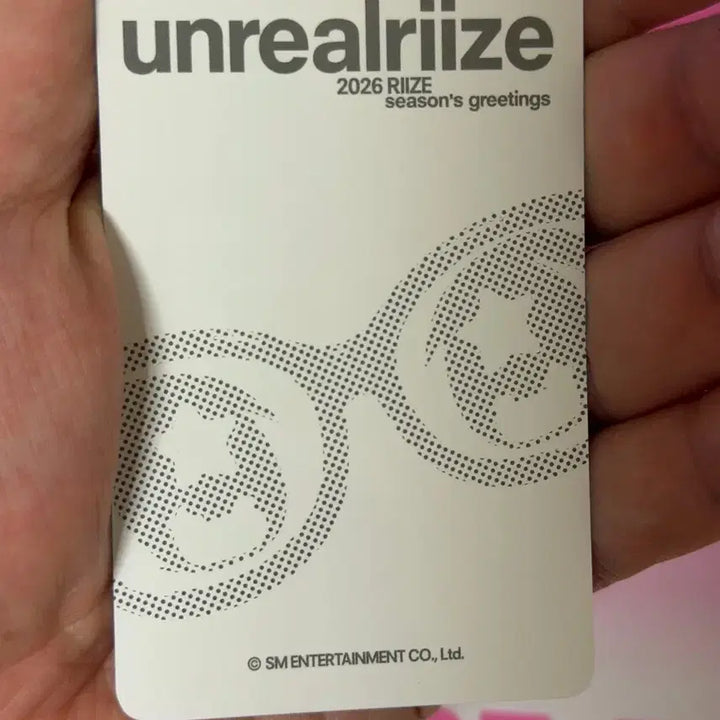 unrealriize
2026 RIIZE
season's greetings
© SM ENTERTAINMENT CO., Ltd.